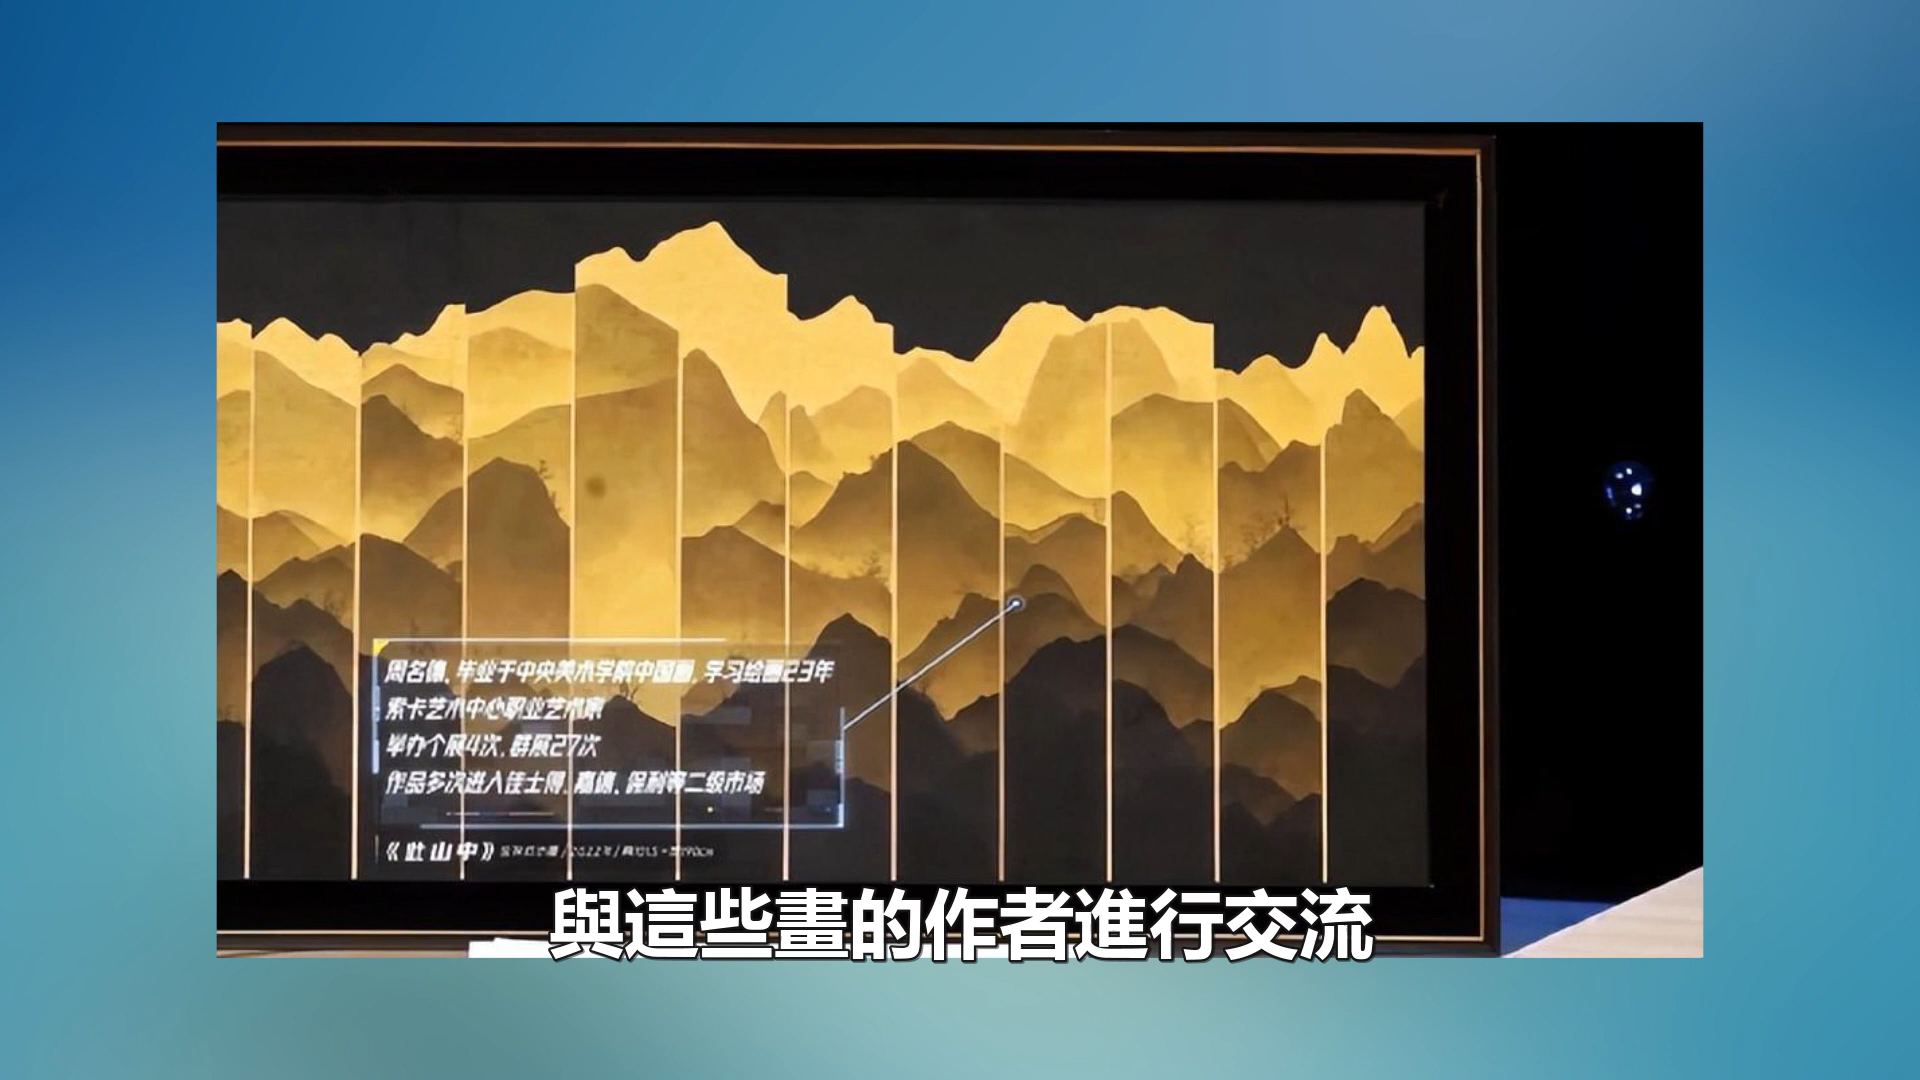 周名德，毕业于中央美术学院中国画，学习绘画23年
索卡艺术中心职业艺术家
举办个展4次，群展27次
作品多次进入佳士得，嘉德，保利等二级市场
《此山中》
與這些畫的作者進行交流